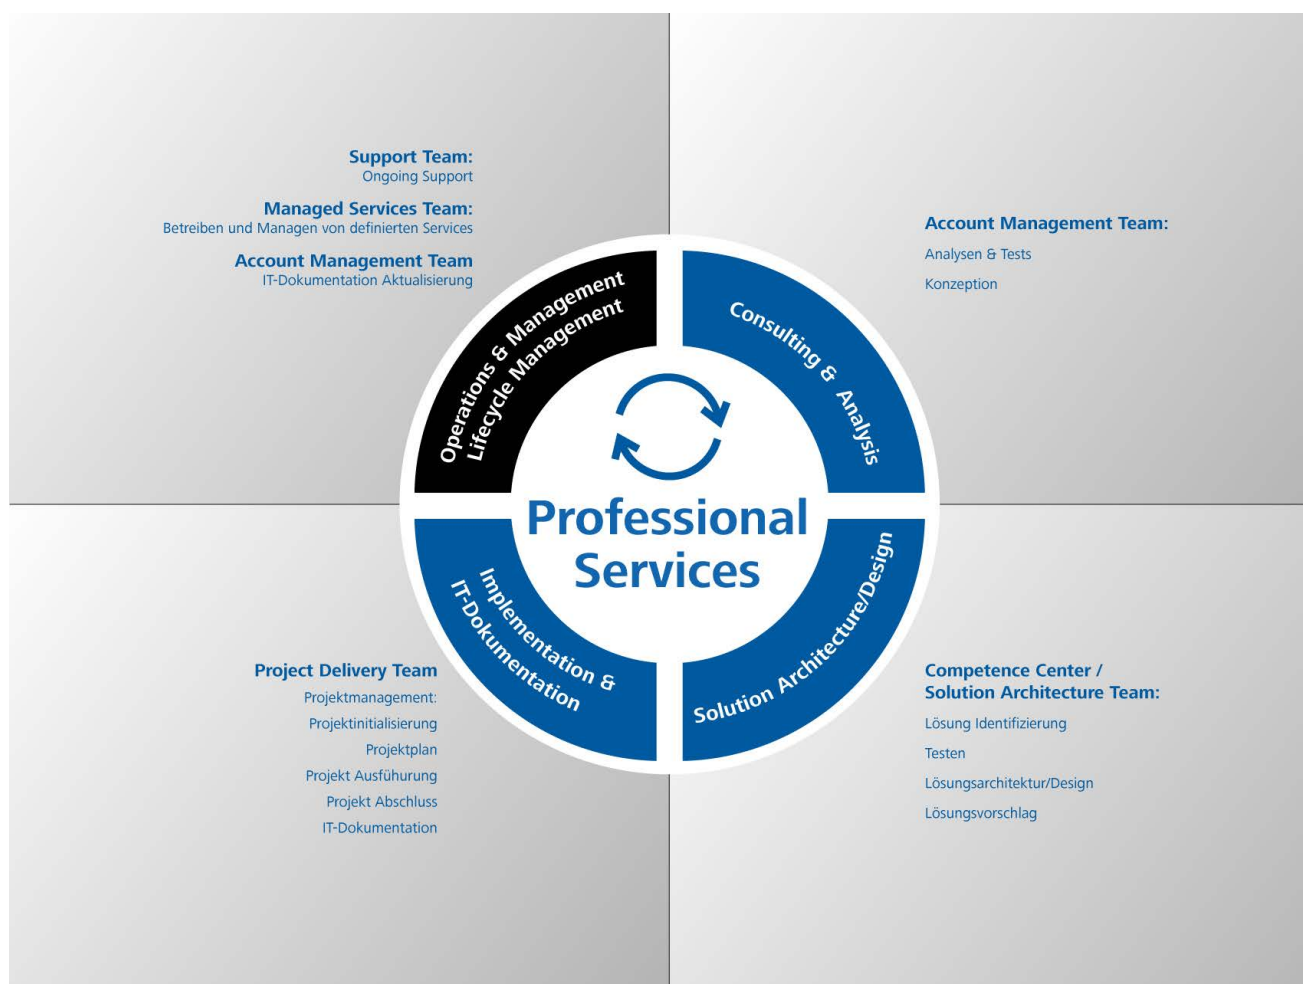 Support Team:
Ongoing Support
Managed Services Team:
Betreiben und Managen von definierten Services
Account Management Team
IT-Dokumentation Aktualisierung
Account Management Team:
Analysen & Tests
Konzeption
Operations & Management
Lifecycle Management
Consulting & Analysis
Professional
Services
Implementation &
IT-Dokumentation
Solution Architecture/Design
Project Delivery Team
Projektmanagement:
Projektinitialisierung
Projektplan
Projekt Ausfühurung
Projekt Abschluss
IT-Dokumentation
Competence Center /
Solution Architecture Team:
Lösung Identifizierung
Testen
Lösungsarchitektur/Design
Lösungsvorschlag